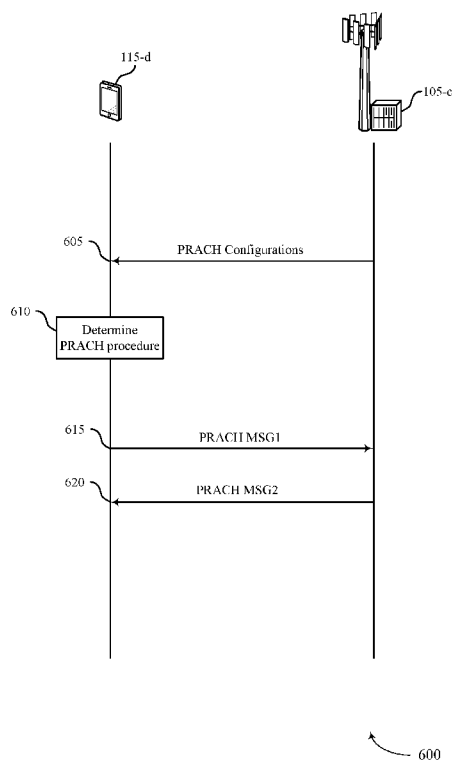 115-d
105-c
605
PRACH Configurations
610
Determine
PRACH procedure
615
PRACH MSG1
620
PRACH MSG2
600